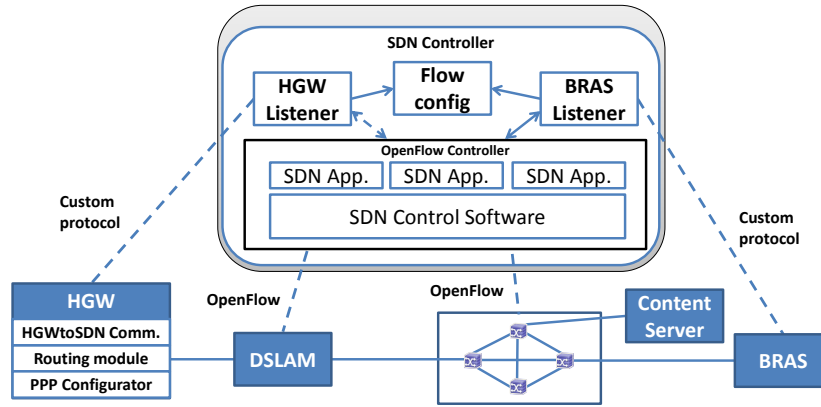 SDN Controller
HGW
Listener
Flow
config
BRAS
Listener
OpenFlow Controller
SDN App.
SDN App.
SDN App.
SDN Control Software
Custom
protocol
Custom
protocol
OpenFlow
OpenFlow
HGW
HGWtoSDN Comm.
Routing module
PPP Configurator
DSLAM
Content
Server
BRAS